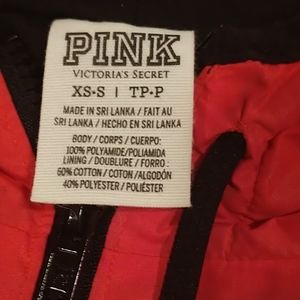 PINK
VICTORIA'S SECRET
XS•S | TP•P
MADE IN SRI LANKA / FAIT AU
SRI LANKA / HECHO EN SRI LANKA
BODY / CORPS / CUERPO:
100% POLYAMIDE/POLIAMIDA
LINING / DOUBLURE / FORRO :
60% COTTON / COTON /ALGODÓN
40% POLYESTER / POLIÉSTER